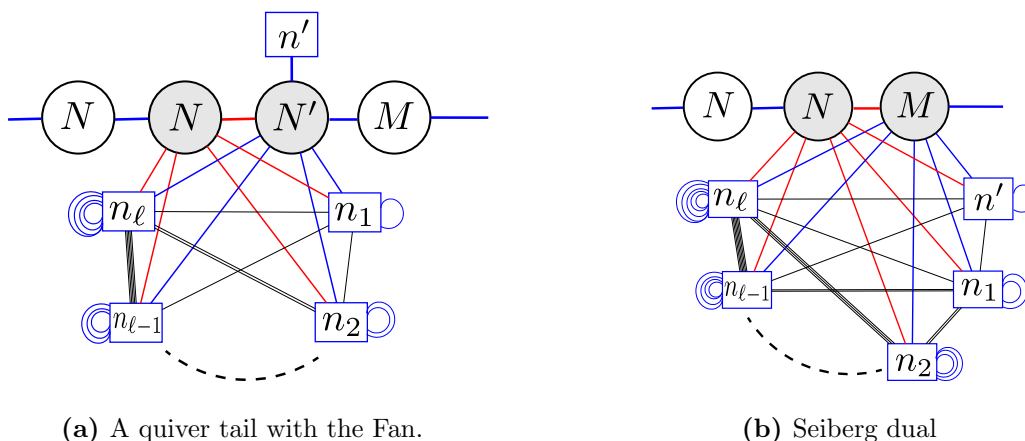 n′
N N N′ M
n_ℓ n_1
n_{ℓ−1} n_2
(a) A quiver tail with the Fan.
N N M
n_ℓ n′
n_{ℓ−1} n_1
n_2
(b) Seiberg dual